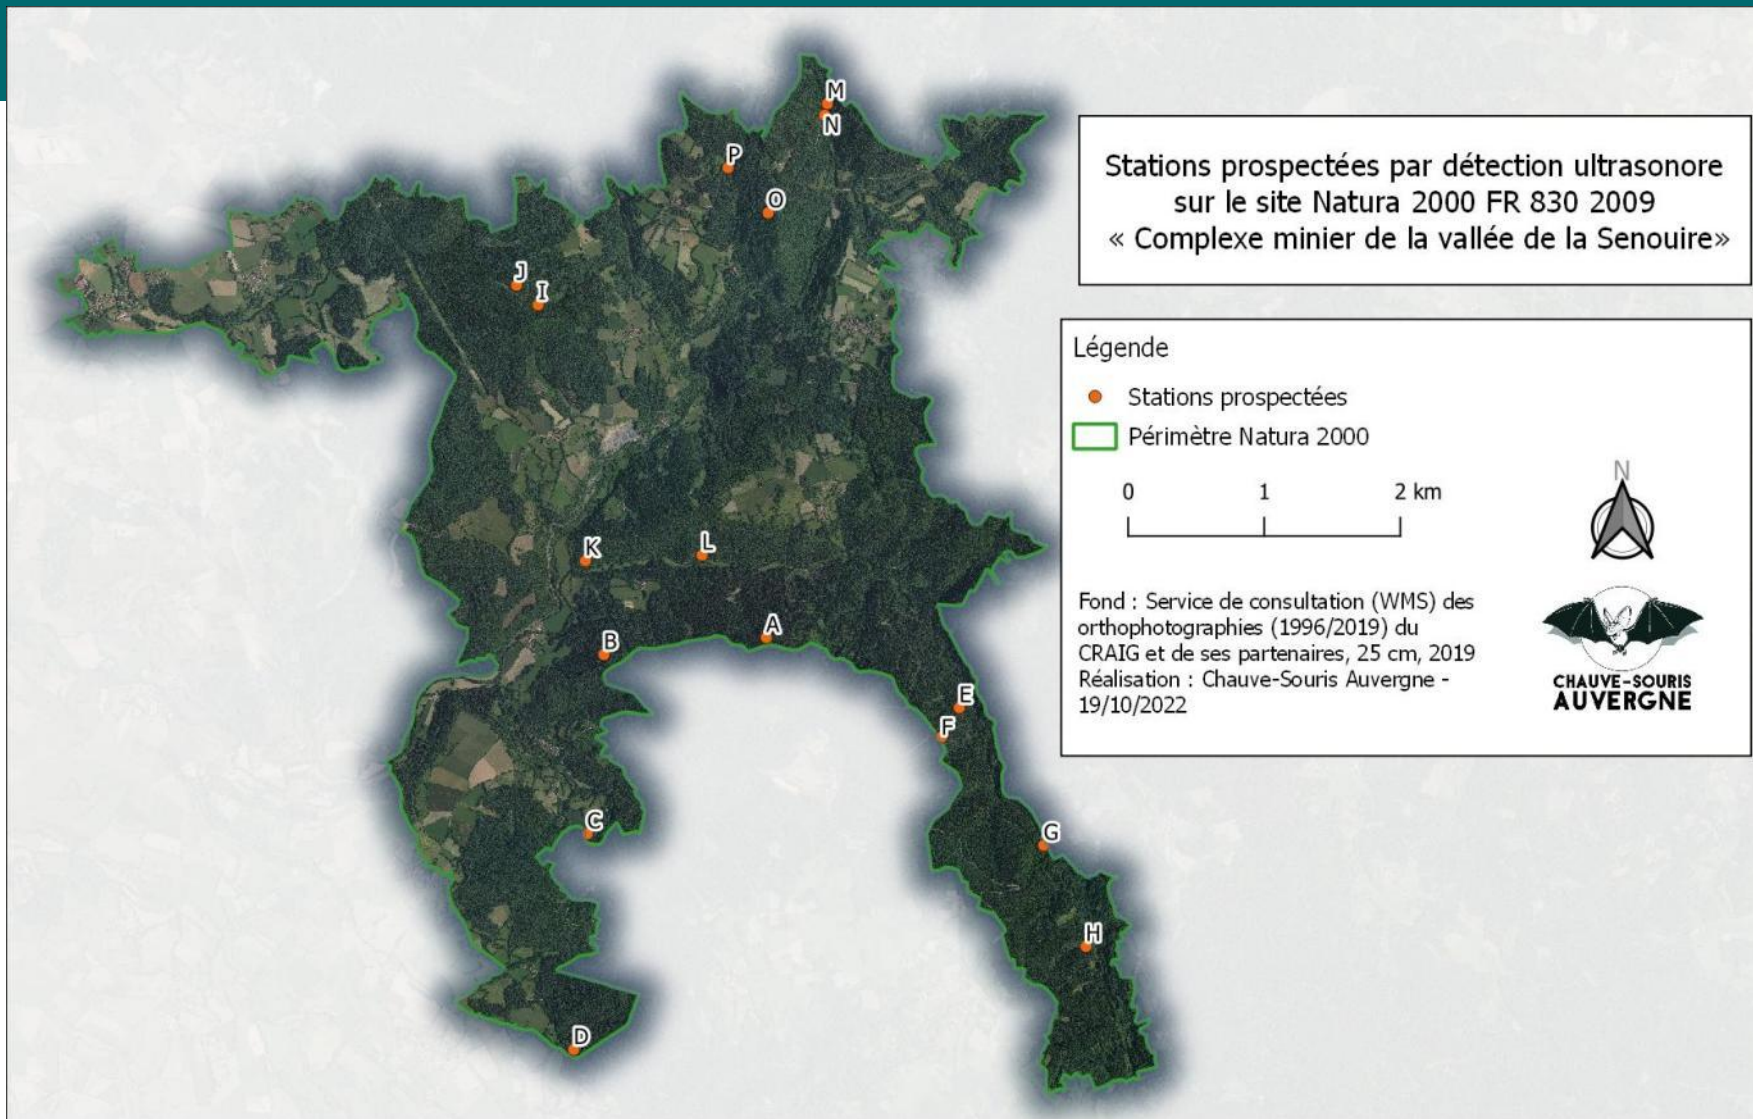 M
N
P
O
J
I
K
L
A
B
E
F
C
G
H
D
Stations prospectées par détection ultrasonore
sur le site Natura 2000 FR 830 2009
« Complexe minier de la vallée de la Senouire»
Légende
Stations prospectées
Périmètre Natura 2000
0 1 2 km
N
Fond : Service de consultation (WMS) des
orthophotographies (1996/2019) du
CRAIG et de ses partenaires, 25 cm, 2019
Réalisation : Chauve-Souris Auvergne -
19/10/2022
CHAUVE-SOURIS
AUVERGNE